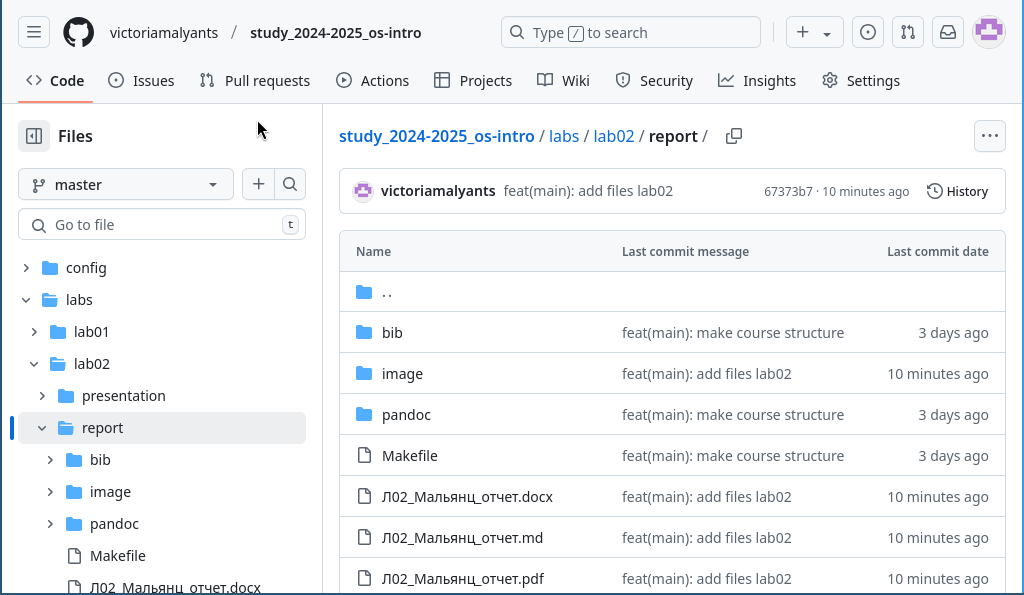 victoriamalyants / study_2024-2025_os-intro Type / to search
Code Issues Pull requests Actions Projects Wiki Security Insights Settings
Files
master
Go to file t
config
labs
lab01
lab02
presentation
report
bib
image
pandoc
Makefile
Л02_Мальянц_отчет.docx
study_2024-2025_os-intro / labs / lab02 / report /
victoriamalyants feat(main): add files lab02 67373b7 · 10 minutes ago History
Name Last commit message Last commit date
..
bib feat(main): make course structure 3 days ago
image feat(main): add files lab02 10 minutes ago
pandoc feat(main): make course structure 3 days ago
Makefile feat(main): make course structure 3 days ago
Л02_Мальянц_отчет.docx feat(main): add files lab02 10 minutes ago
Л02_Мальянц_отчет.md feat(main): add files lab02 10 minutes ago
Л02_Мальянц_отчет.pdf feat(main): add files lab02 10 minutes ago